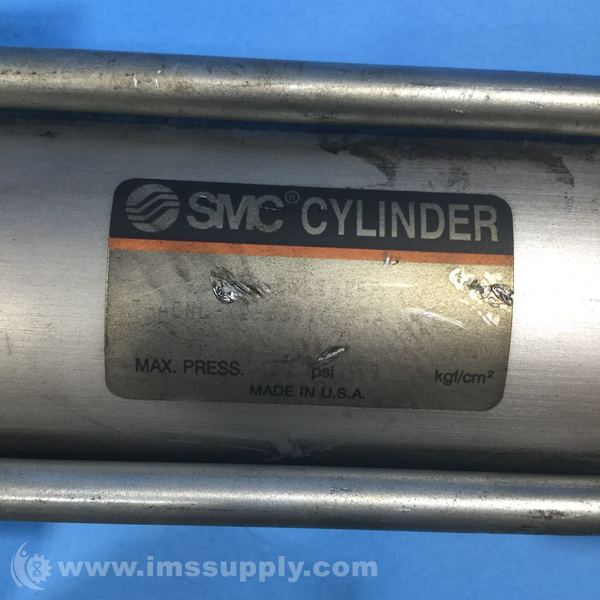 SMC® CYLINDER
MAX. PRESS. psi kgf/cm²
MADE IN U.S.A.
www.imssupply.com